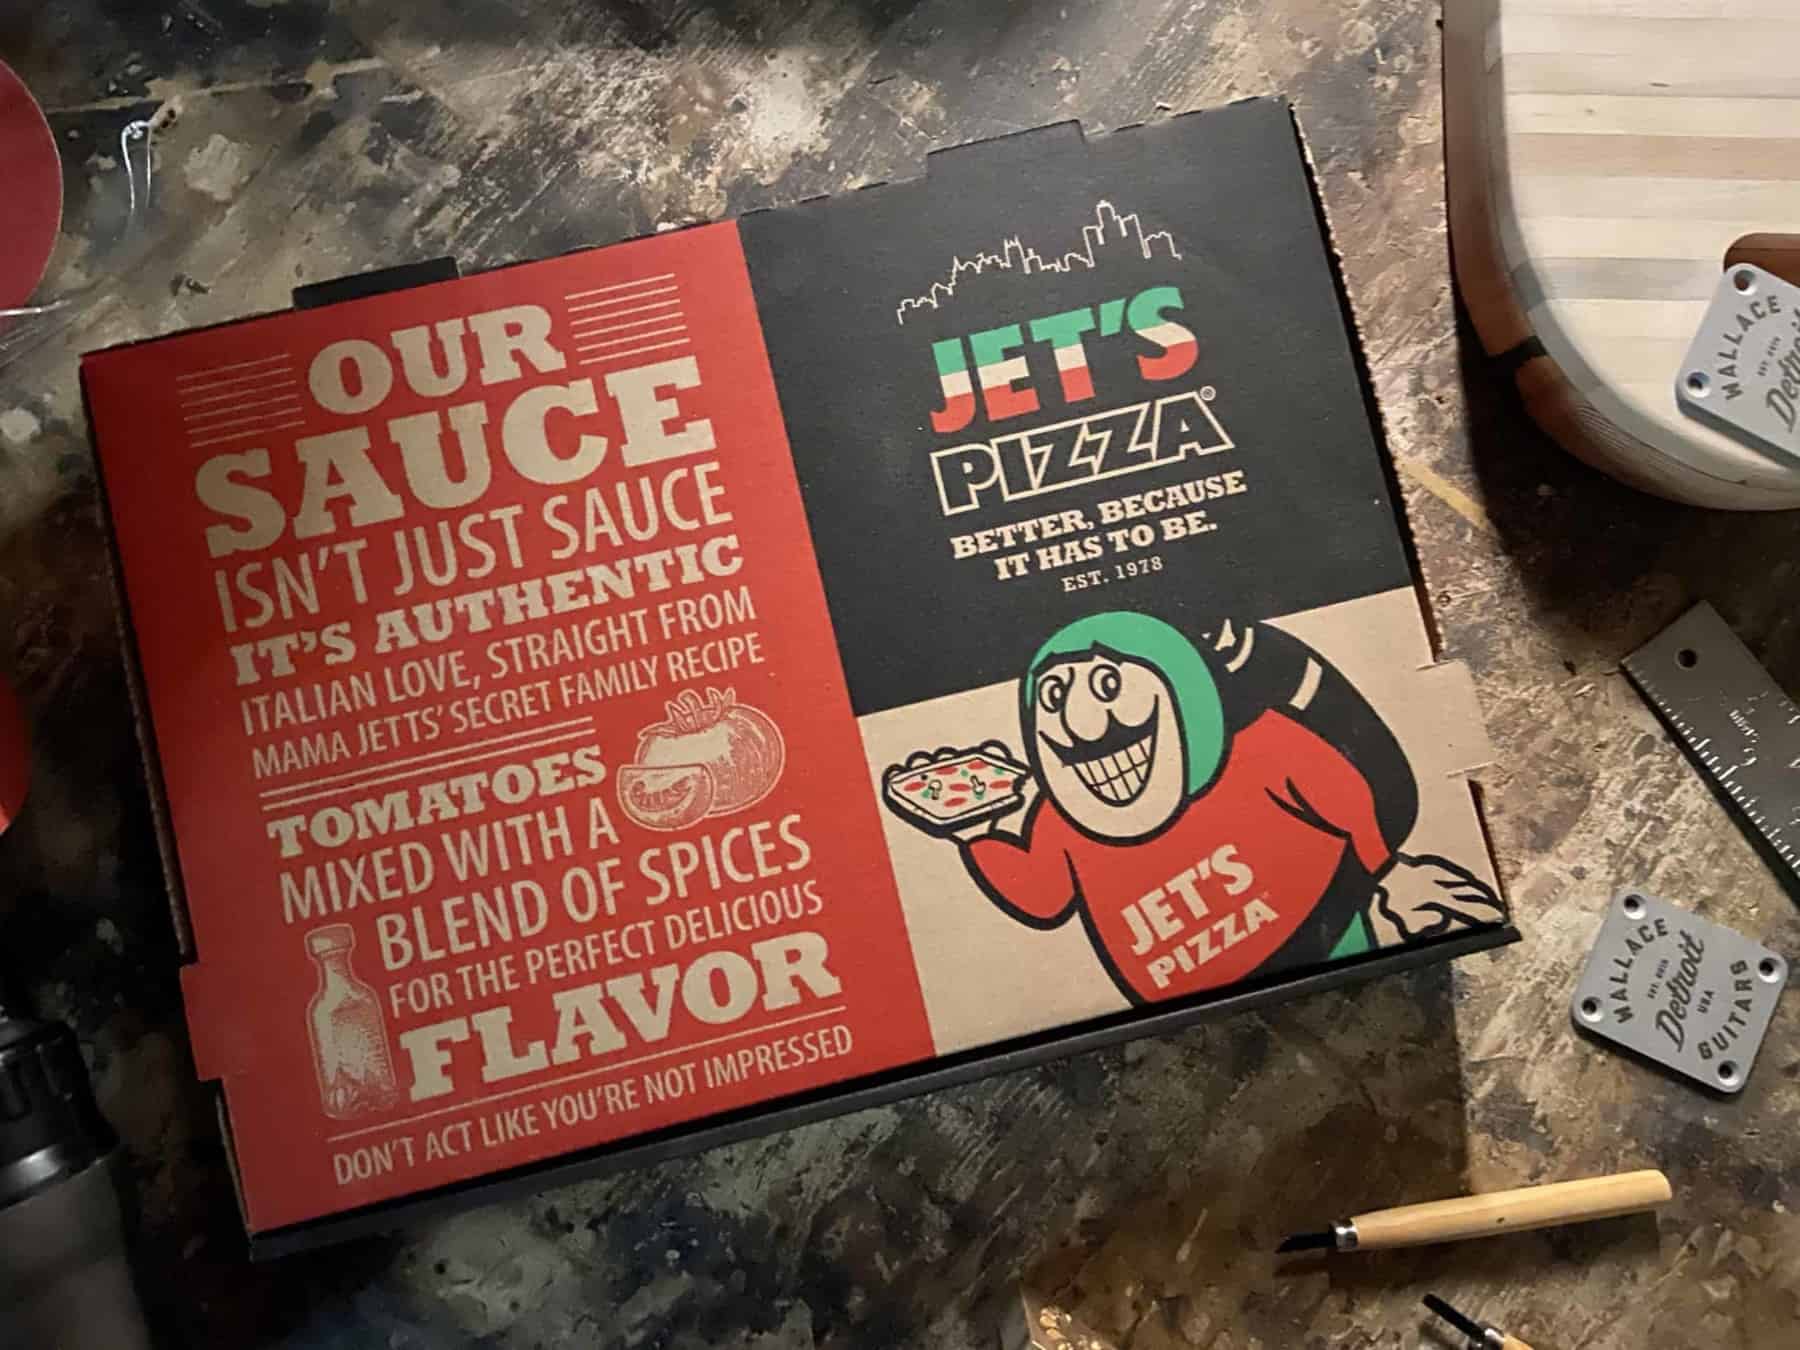 OUR
SAUCE
ISN'T JUST SAUCE
IT'S AUTHENTIC
ITALIAN LOVE, STRAIGHT FROM
MAMA JETTS' SECRET FAMILY RECIPE
TOMATOES
MIXED WITH A
BLEND OF SPICES
FOR THE PERFECT DELICIOUS
FLAVOR
DON'T ACT LIKE YOU'RE NOT IMPRESSED
JET'S
PIZZA®
BETTER, BECAUSE
IT HAS TO BE.
EST. 1978
JET'S
PIZZA
WALLACE
Detroit
WALLACE
Detroit
USA
GUITARS